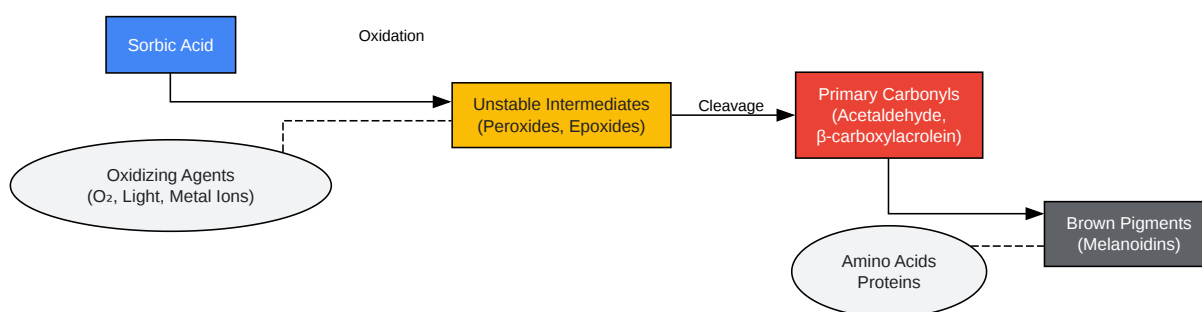 Sorbic Acid
Oxidation
Unstable Intermediates
(Peroxides, Epoxides)
Cleavage
Primary Carbonyls
(Acetaldehyde,
β-carboxylacrolein)
Oxidizing Agents
(O₂, Light, Metal Ions)
Brown Pigments
(Melanoidins)
Amino Acids
Proteins